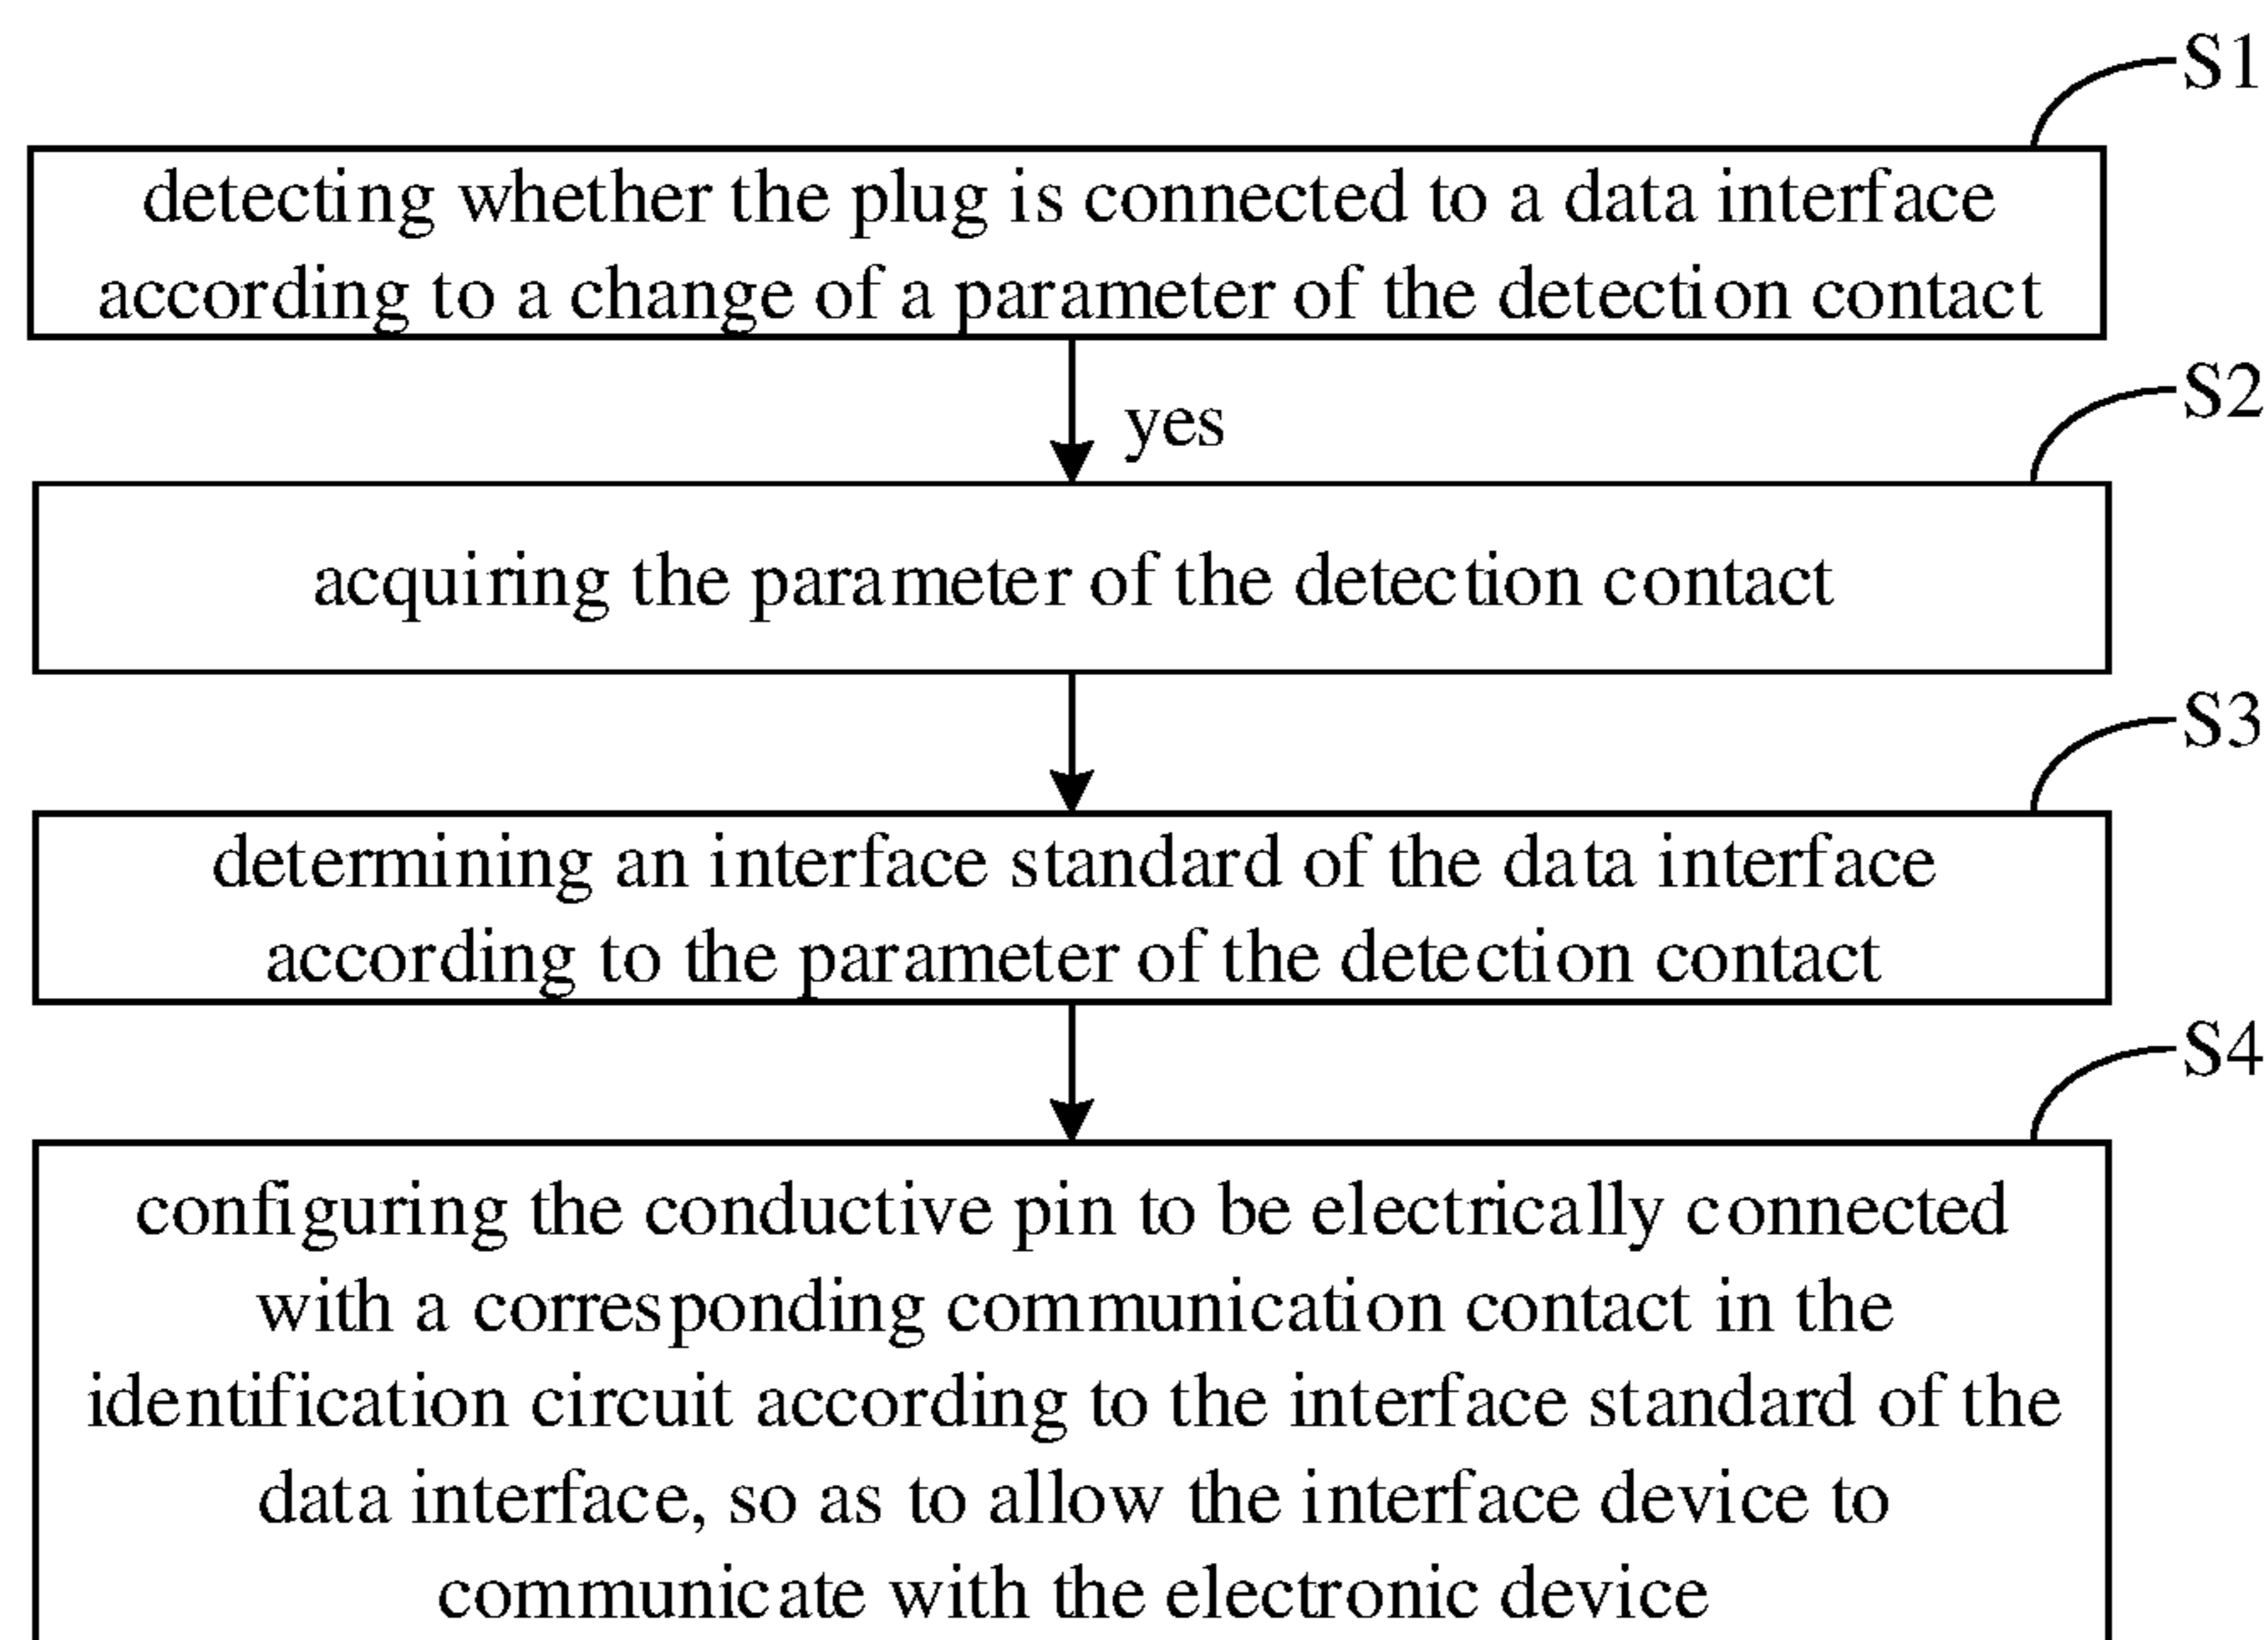 S1
detecting whether the plug is connected to a data interface
according to a change of a parameter of the detection contact
yes
S2
acquiring the parameter of the detection contact
S3
determining an interface standard of the data interface
according to the parameter of the detection contact
S4
configuring the conductive pin to be electrically connected
with a corresponding communication contact in the
identification circuit according to the interface standard of the
data interface, so as to allow the interface device to
communicate with the electronic device